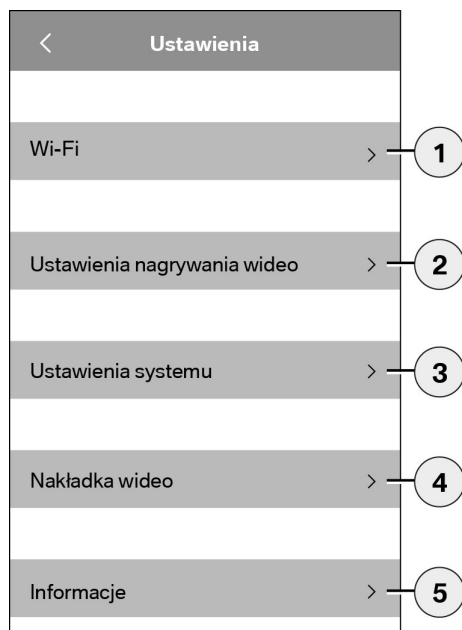 Ustawienia
Wi-Fi
1
Ustawienia nagrywania wideo
2
Ustawienia systemu
3
Nakładka wideo
4
Informacje
5